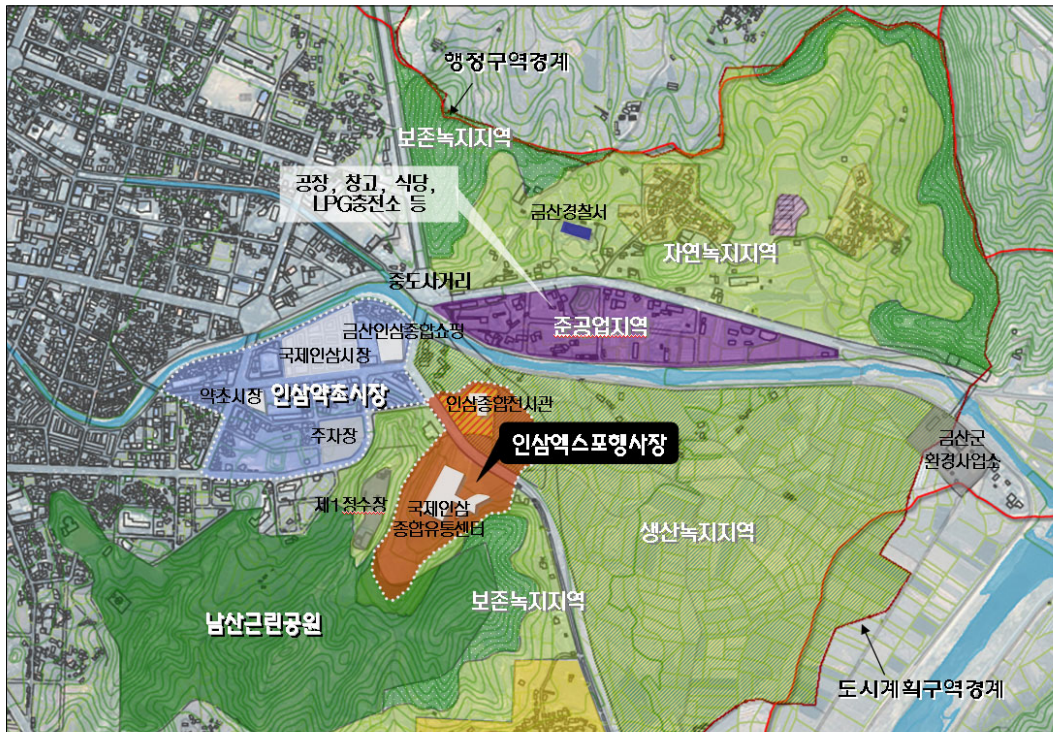 행정구역경계
보존녹지지역
공장, 창고, 식당,
LPG충전소 등
금산경찰서
자연녹지지역
중도사거리
금산인삼종합쇼핑
준공업지역
국제인삼시장
약초시장
인삼약초시장
인삼종합전시관
주차장
인삼엑스포행사장
금산군
환경사업소
제1정수장
국제인삼
종합유통센터
생산녹지지역
보존녹지지역
남산근린공원
도시계획구역경계